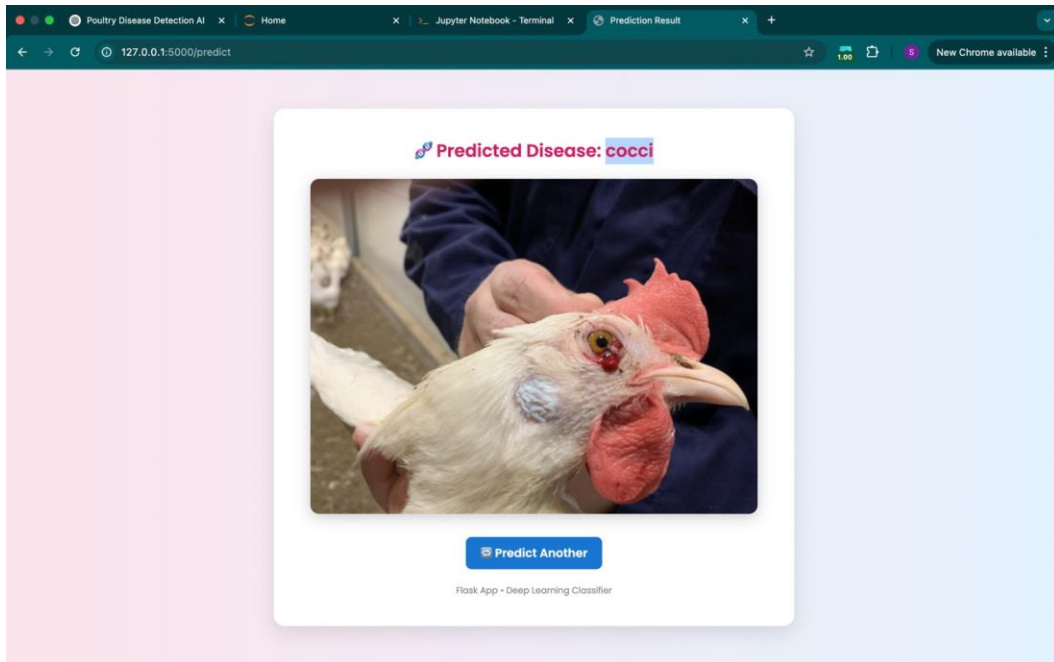 Poultry Disease Detection AI
Home
Jupyter Notebook - Terminal
Prediction Result
127.0.0.1:5000/predict
1.00
S
New Chrome available
Predicted Disease: cocci
Predict Another
Flask App • Deep Learning Classifier